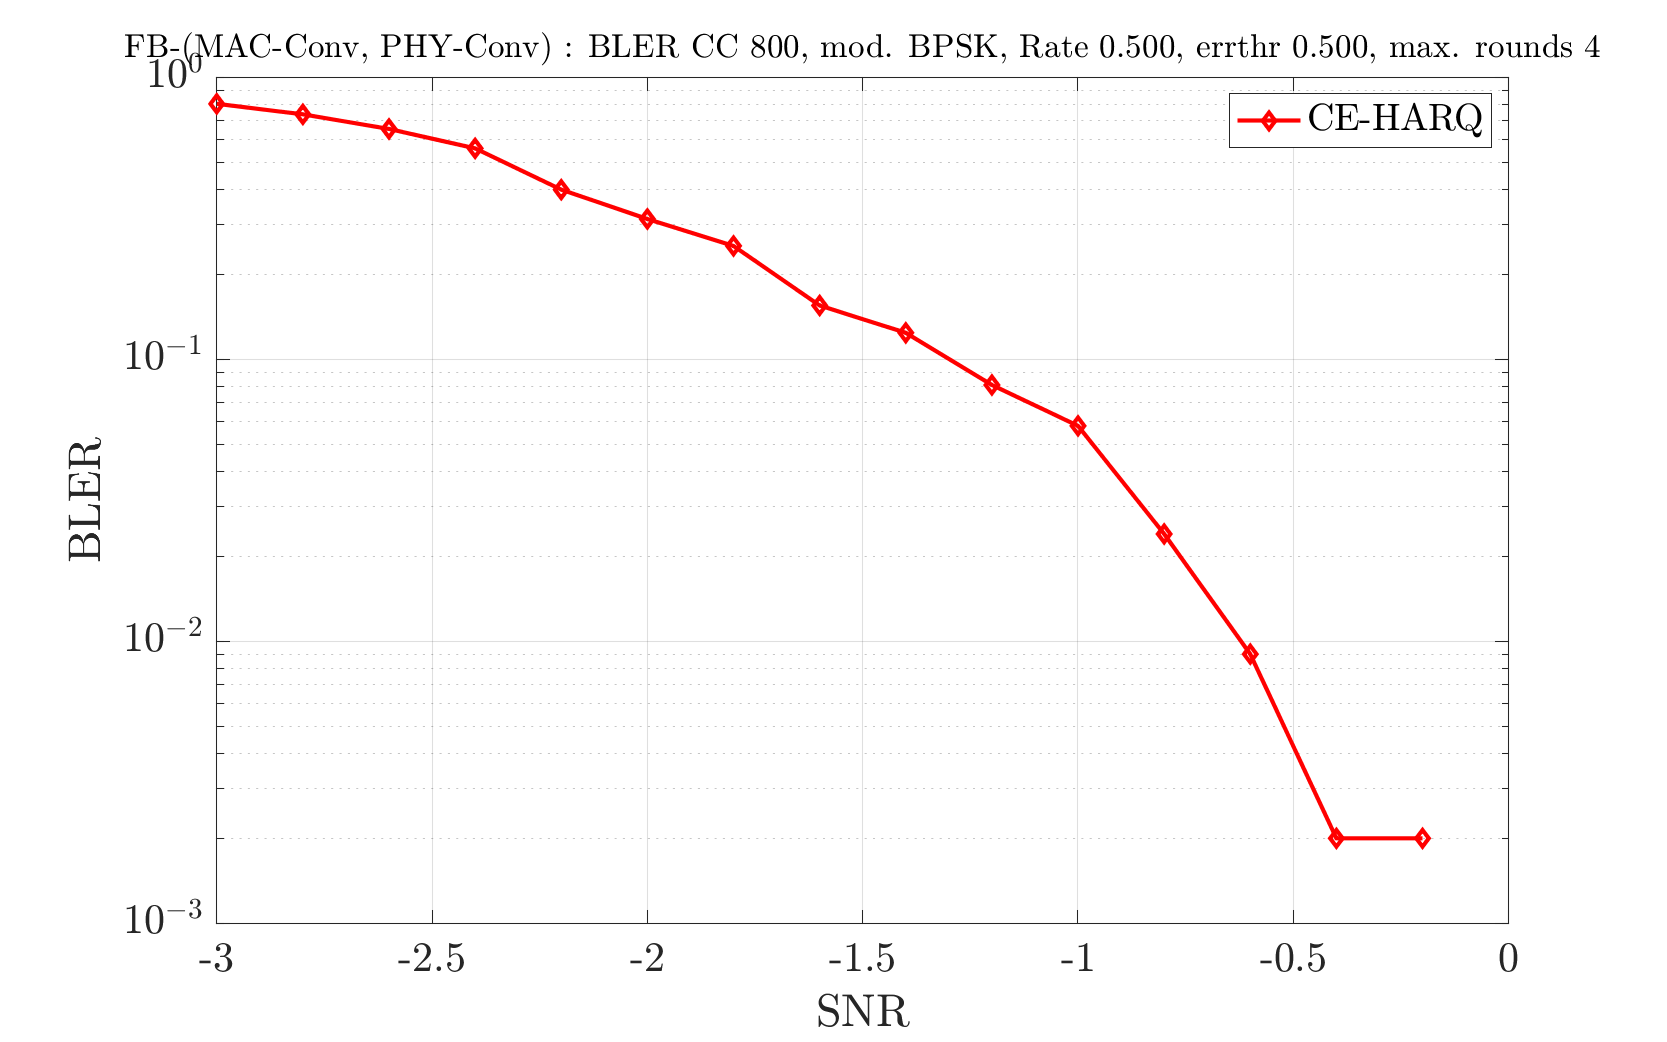 FB-(MAC-Conv, PHY-Conv) : BLER CC 800, mod. BPSK, Rate 0.500, errthr 0.500, max. rounds 4
10^0
CE-HARQ
10^{-1}
BLER
10^{-2}
10^{-3}
-3 -2.5 -2 -1.5 -1 -0.5 0
SNR